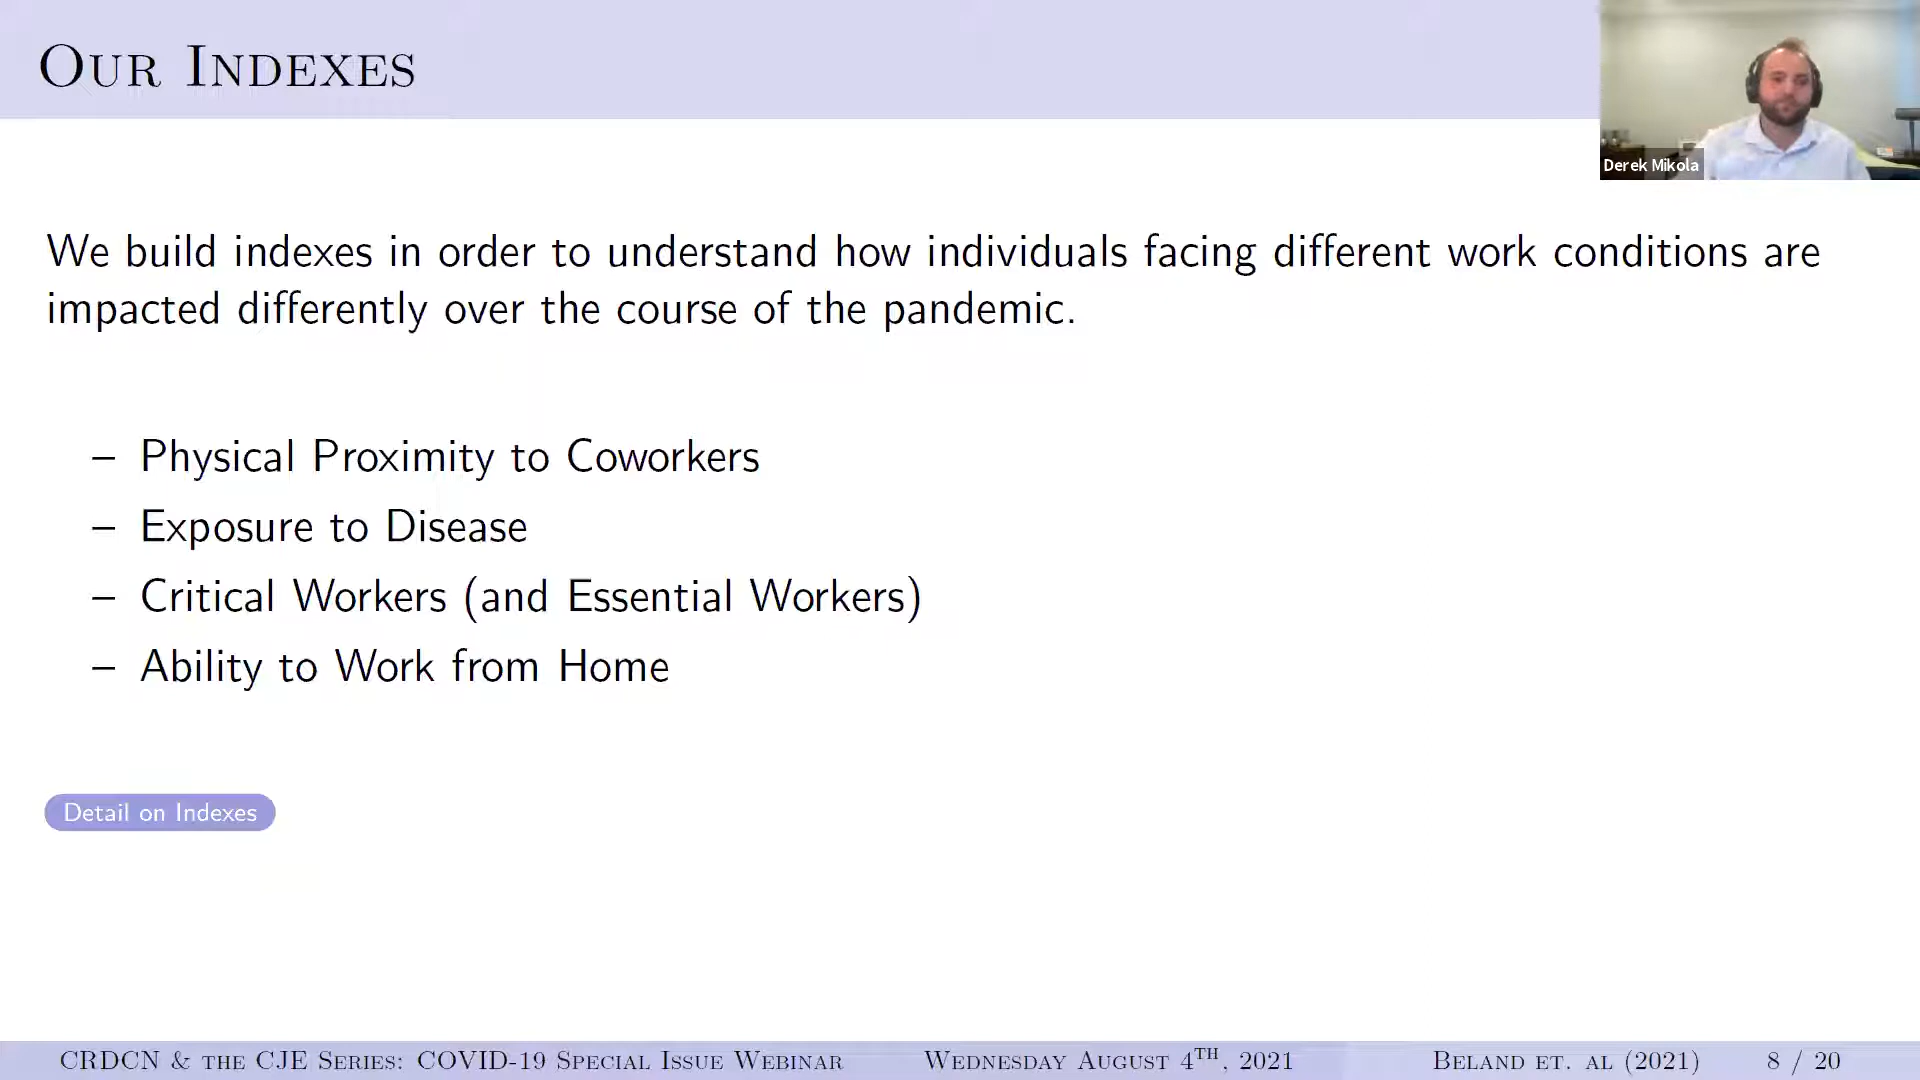 OUR INDEXES
Derek Mikola
We build indexes in order to understand how individuals facing different work conditions are
impacted differently over the course of the pandemic.
– Physical Proximity to Coworkers
– Exposure to Disease
– Critical Workers (and Essential Workers)
– Ability to Work from Home
Detail on Indexes
CRDCN & THE CJE SERIES: COVID-19 SPECIAL ISSUE WEBINAR WEDNESDAY AUGUST 4TH, 2021 BELAND ET. AL (2021) 8 / 20